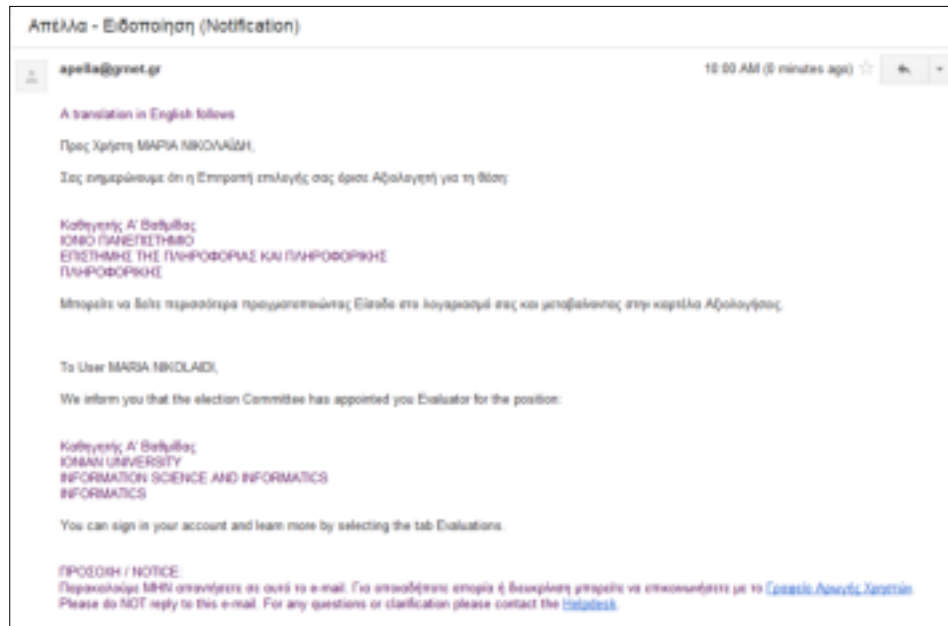 Απέλλα - Ειδοποίηση (Notification)
apella@grnet.gr 10:00 AM (0 minutes ago)
A translation in English follows
Προς Χρήστη ΜΑΡΙΑ ΝΙΚΟΛΑΪΔΗ,
Σας ενημερώνουμε ότι η Επιτροπή επιλογής σας όρισε Αξιολογητή για τη θέση:
Καθηγητής Α' Βαθμίδας
ΙΟΝΙΟ ΠΑΝΕΠΙΣΤΗΜΙΟ
ΕΠΙΣΤΗΜΗΣ ΤΗΣ ΠΛΗΡΟΦΟΡΙΑΣ ΚΑΙ ΠΛΗΡΟΦΟΡΙΚΗΣ
ΠΛΗΡΟΦΟΡΙΚΗΣ
Μπορείτε να δείτε περισσότερα πραγματοποιώντας Είσοδο στο λογαριασμό σας και μεταβαίνοντας στην καρτέλα Αξιολογήσεις.
To User MARIA NIKOLAIDI,
We inform you that the election Committee has appointed you Evaluator for the position:
Καθηγητής Α' Βαθμίδας
IONIAN UNIVERSITY
INFORMATION SCIENCE AND INFORMATICS
INFORMATICS
You can sign in your account and learn more by selecting the tab Evaluations.
ΠΡΟΣΟΧΗ / NOTICE:
Παρακαλούμε ΜΗΝ απαντήσετε σε αυτό το e-mail. Για οποιαδήποτε απορία ή διευκρίνιση μπορείτε να επικοινωνήσετε με το Γραφείο Αρωγής Χρηστών.
Please do NOT reply to this e-mail. For any questions or clarification please contact the Helpdesk.